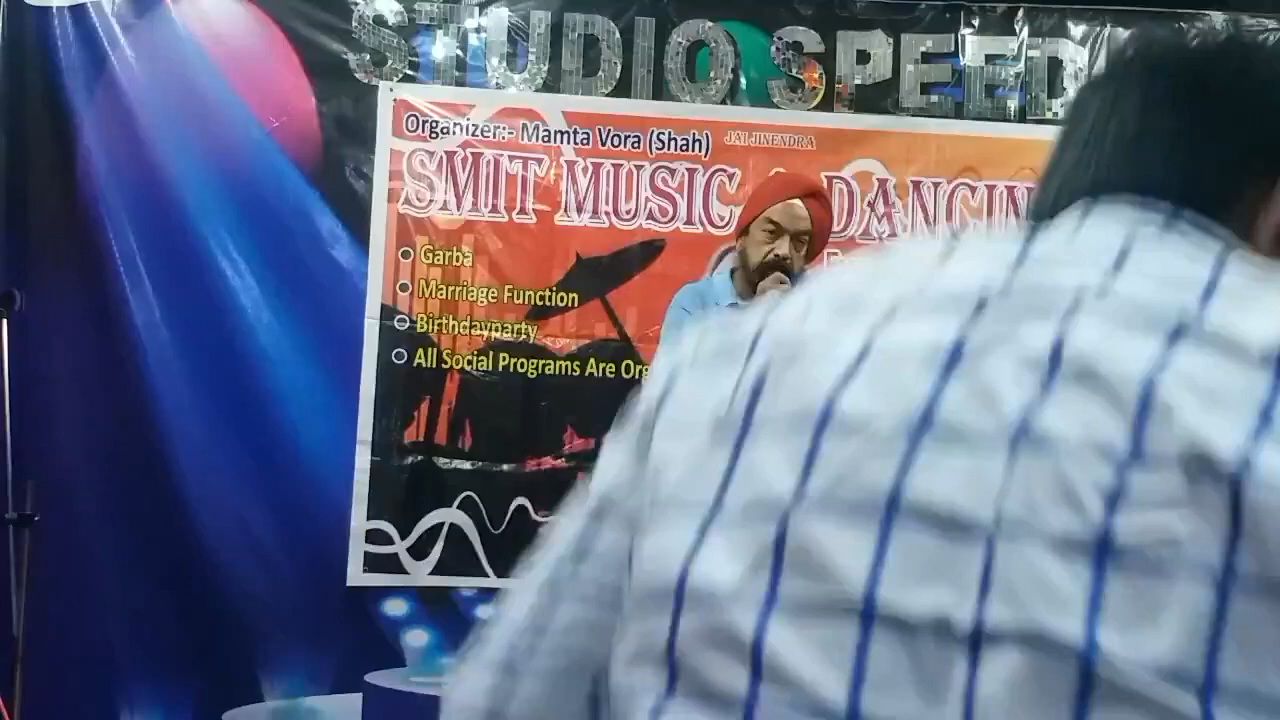 STUDIO SPEED
Organizer:- Mamta Vora (Shah)
JAI JINENDRA
SMIT MUSIC & DANCIN
Garba
Marriage Function
Birthdayparty
All Social Programs Are Org